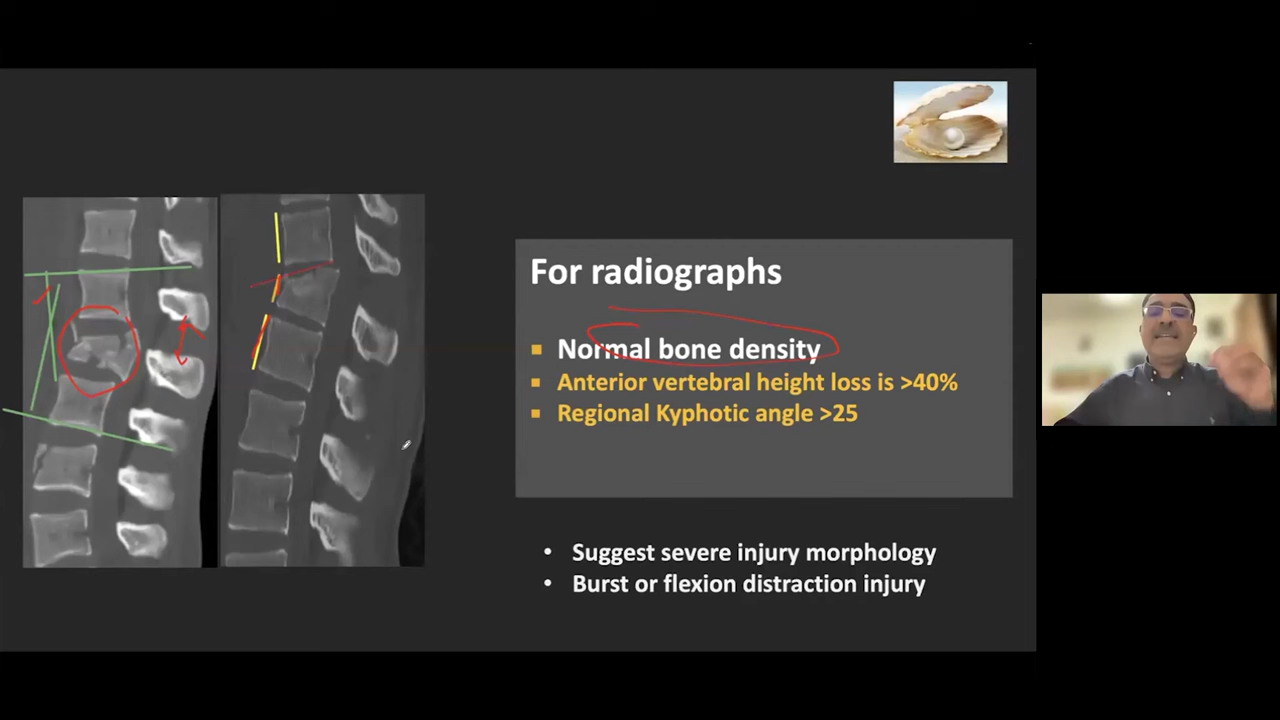 For radiographs
Normal bone density
Anterior vertebral height loss is >40%
Regional Kyphotic angle >25
Suggest severe injury morphology
Burst or flexion distraction injury